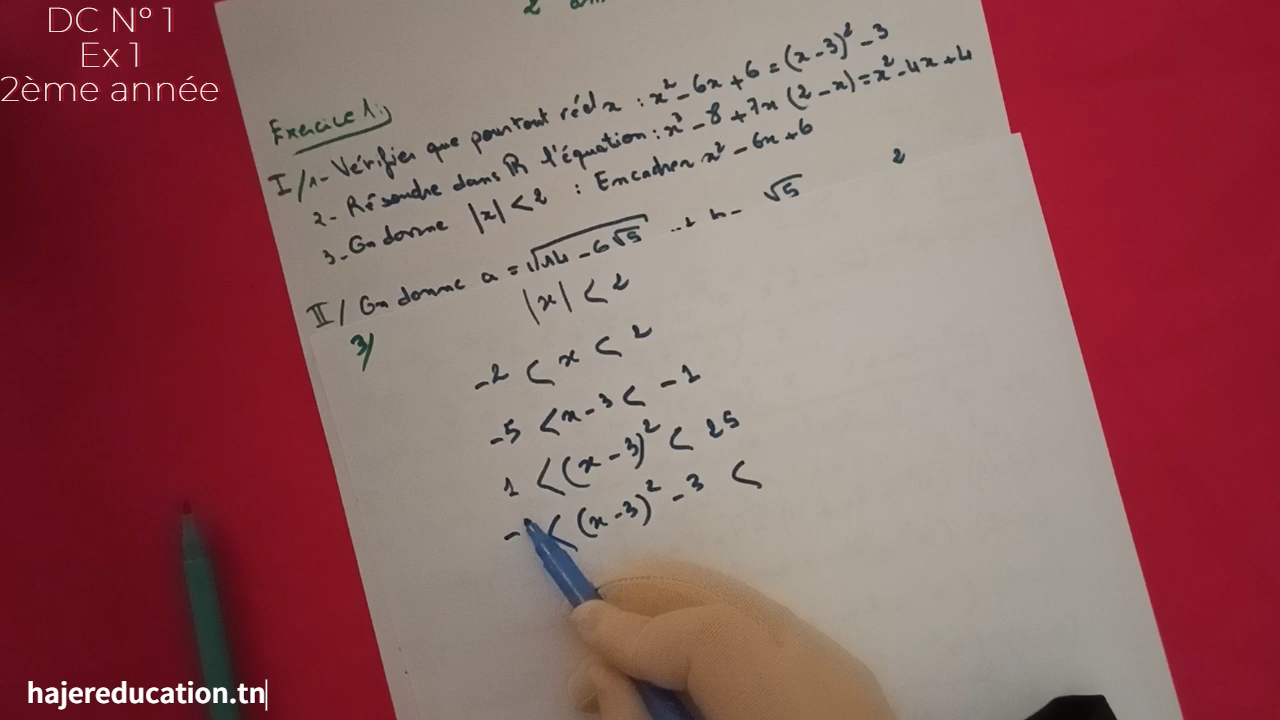 DC N° 1
Ex 1
2ème année
2
Exercice 1:
I/1- Vérifier que pour tout réel x : x² - 6x + 6 = (x - 3)² - 3
2- Résoudre dans ℝ l'équation : x³ - 8 + 7x (2 - x) = x² - 4x + 4
3- On donne |x| < 2 : Encadrer x² - 6x + 6
II/ On donne a = √(14 - 6√5) √5 2
3/ |x| < 2
-2 < x < 2
-5 < x - 3 < -1
1 < (x - 3)² < 25
- < (x - 3)² - 3 <
hajereducation.tn